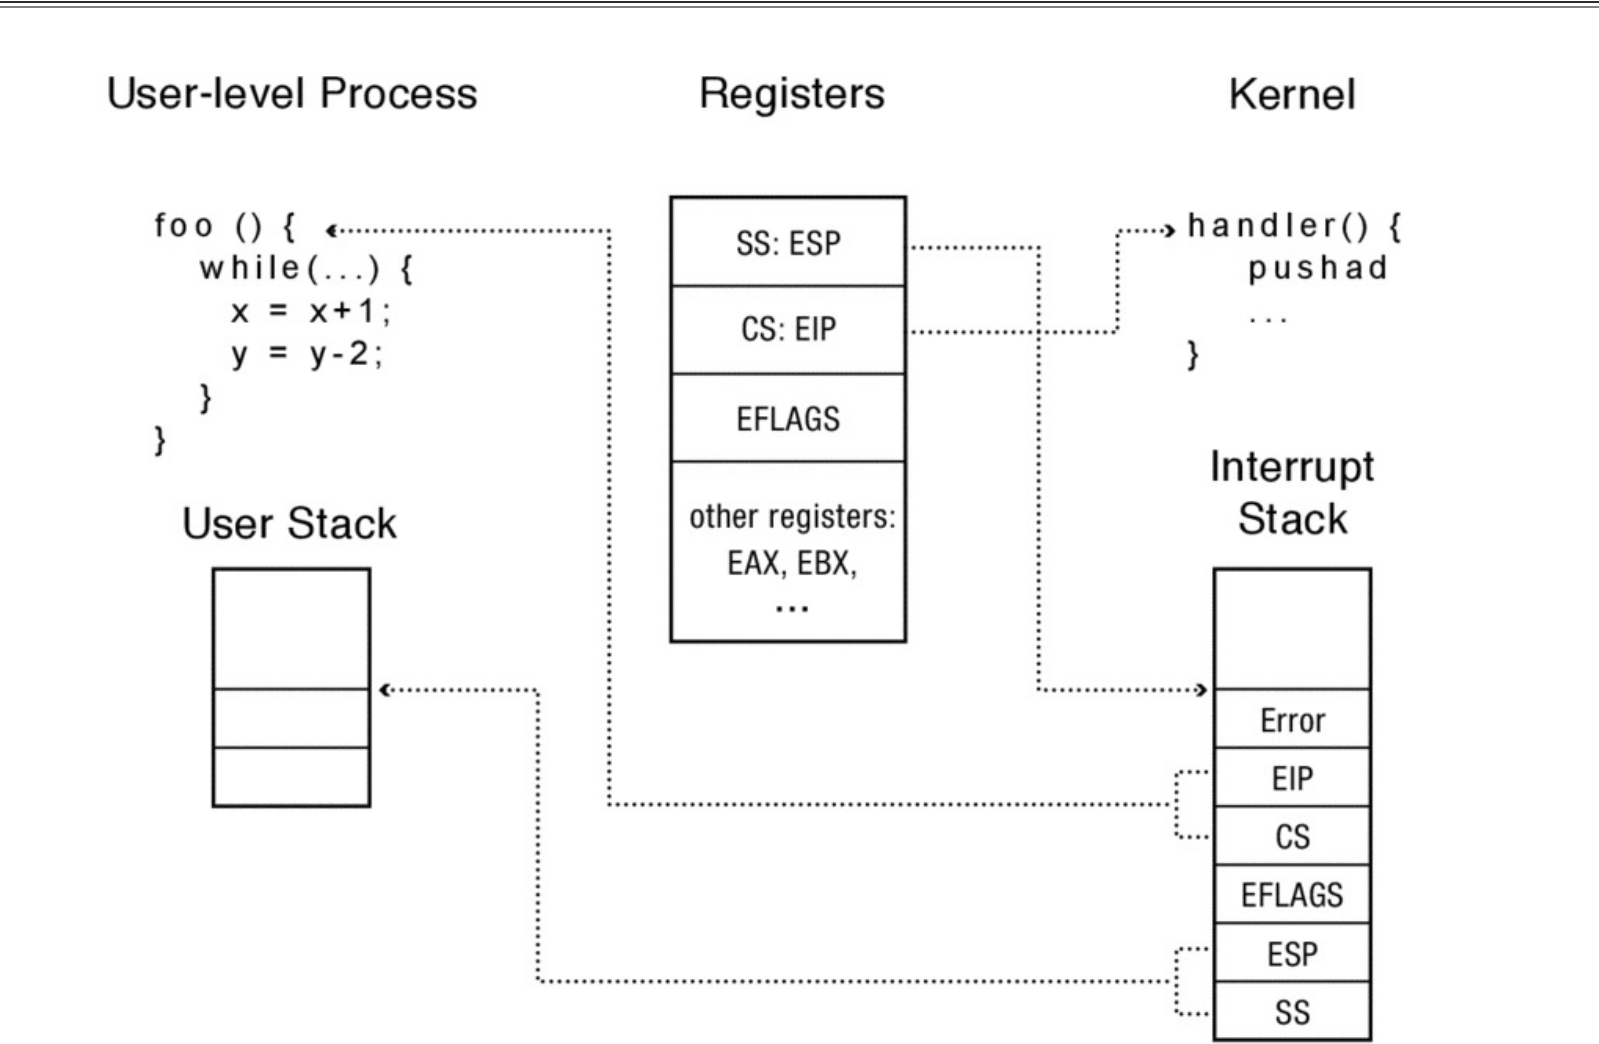 User-level Process
Registers
Kernel
foo () {
while(...) {
x = x+1;
y = y-2;
}
}
SS: ESP
CS: EIP
EFLAGS
other registers:
EAX, EBX,
...
handler() {
pushad
...
}
User Stack
Interrupt
Stack
Error
EIP
CS
EFLAGS
ESP
SS